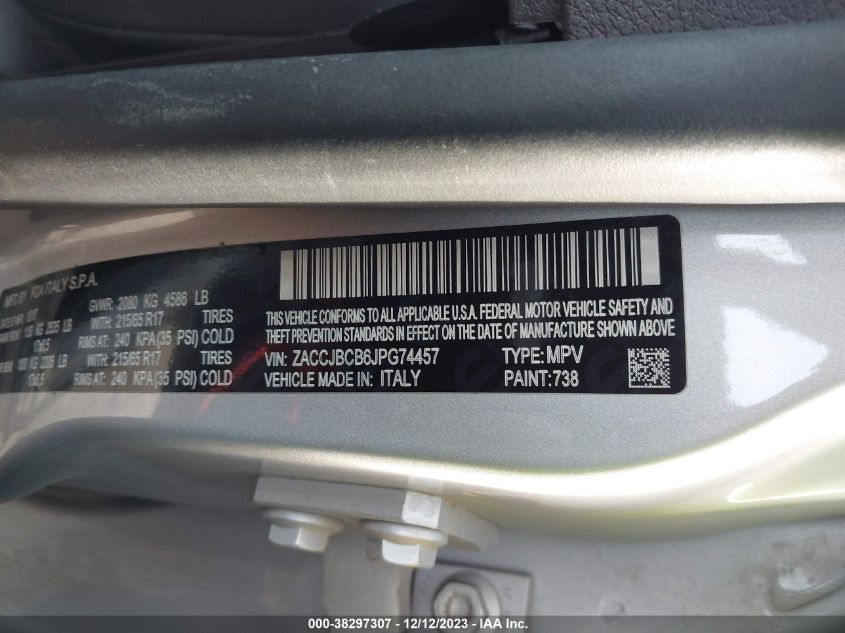 MFD BY FCA ITALY S.P.A.
GVWR: 2080 KG 4586 LB
WITH: 215/65 R17 TIRES
RIMS AT: 240 KPA(35 PSI) COLD
WITH: 215/65 R17 TIRES
RIMS AT: 240 KPA(35 PSI) COLD
THIS VEHICLE CONFORMS TO ALL APPLICABLE U.S.A. FEDERAL MOTOR VEHICLE SAFETY AND
THEFT PREVENTION STANDARDS IN EFFECT ON THE DATE OF MANUFACTURE SHOWN ABOVE
VIN: ZACCJBCB6JPG74457 TYPE: MPV
VEHICLE MADE IN: ITALY PAINT:738
000-38297307 - 12/12/2023 - IAA Inc.